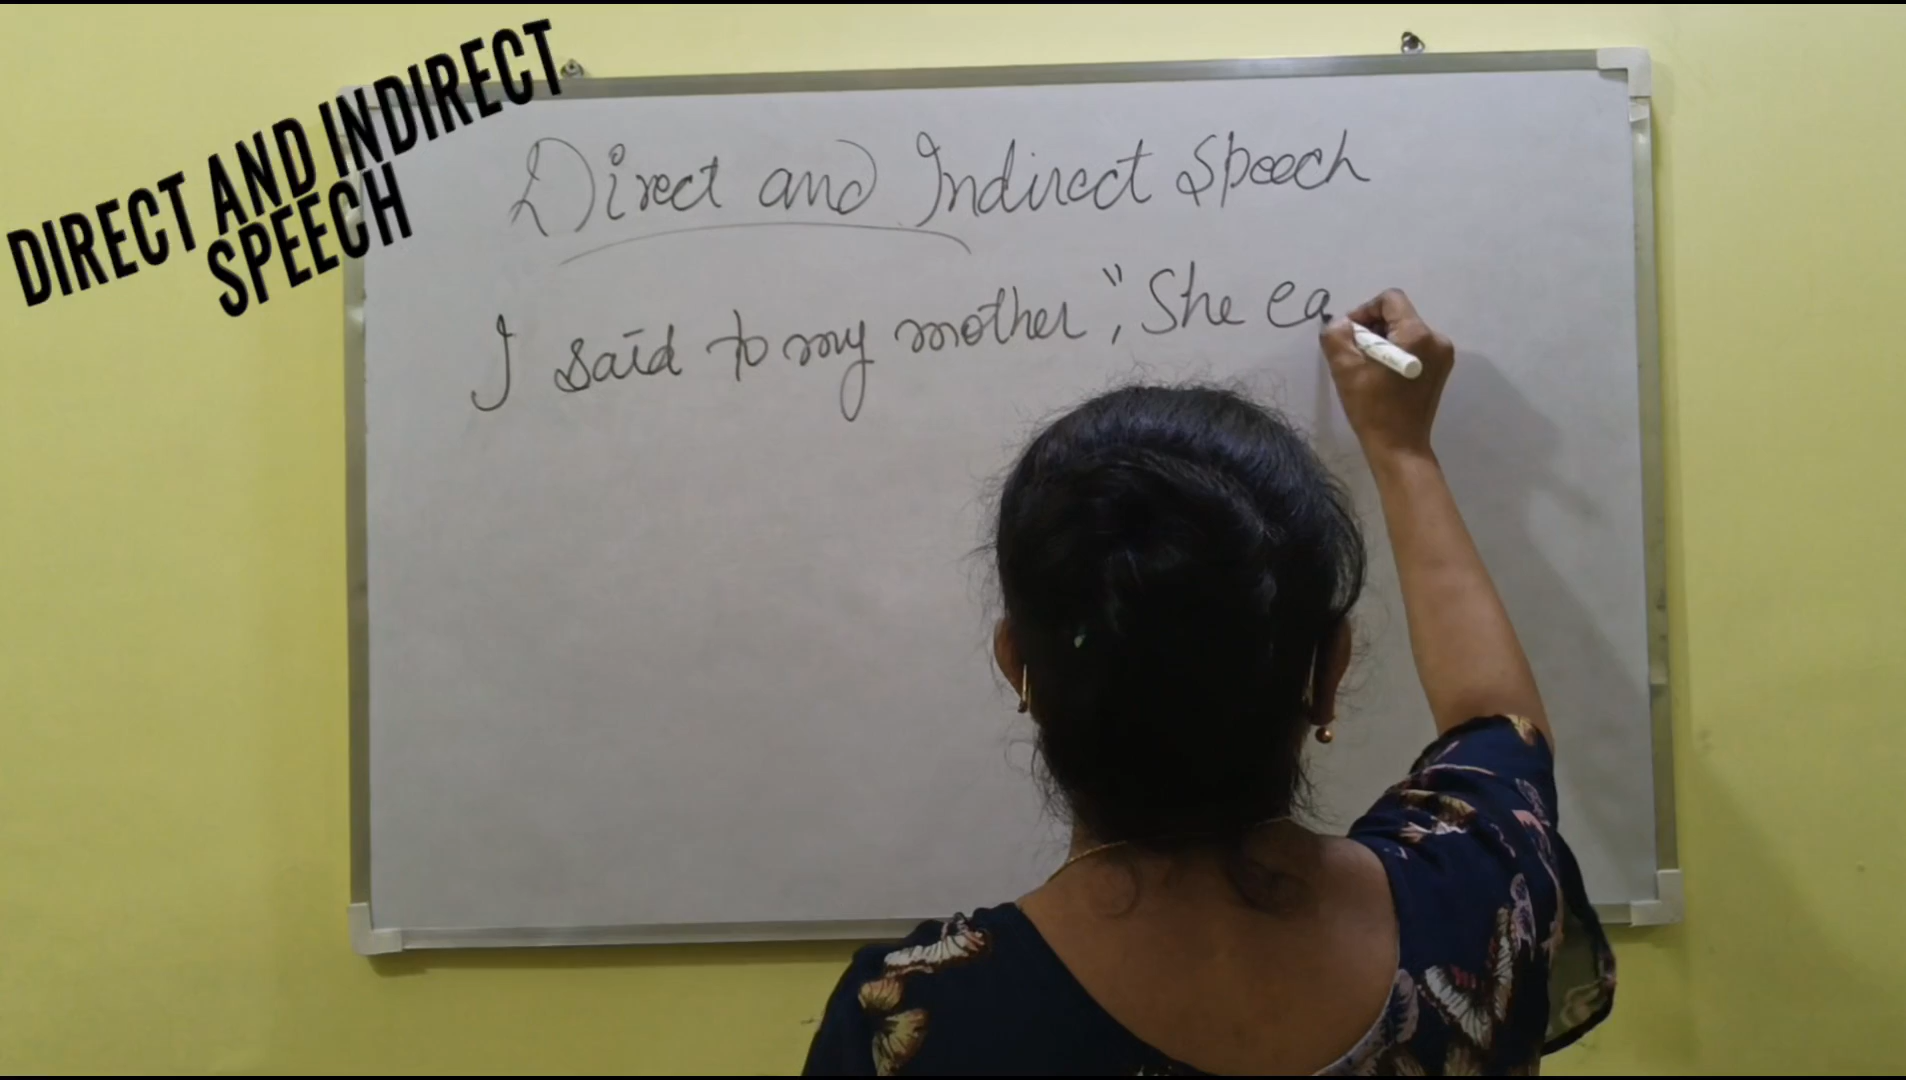 DIRECT AND INDIRECT
SPEECH
Direct and Indirect Speech
I said to my mother", She ea